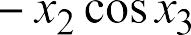 − x₂ cos x₃